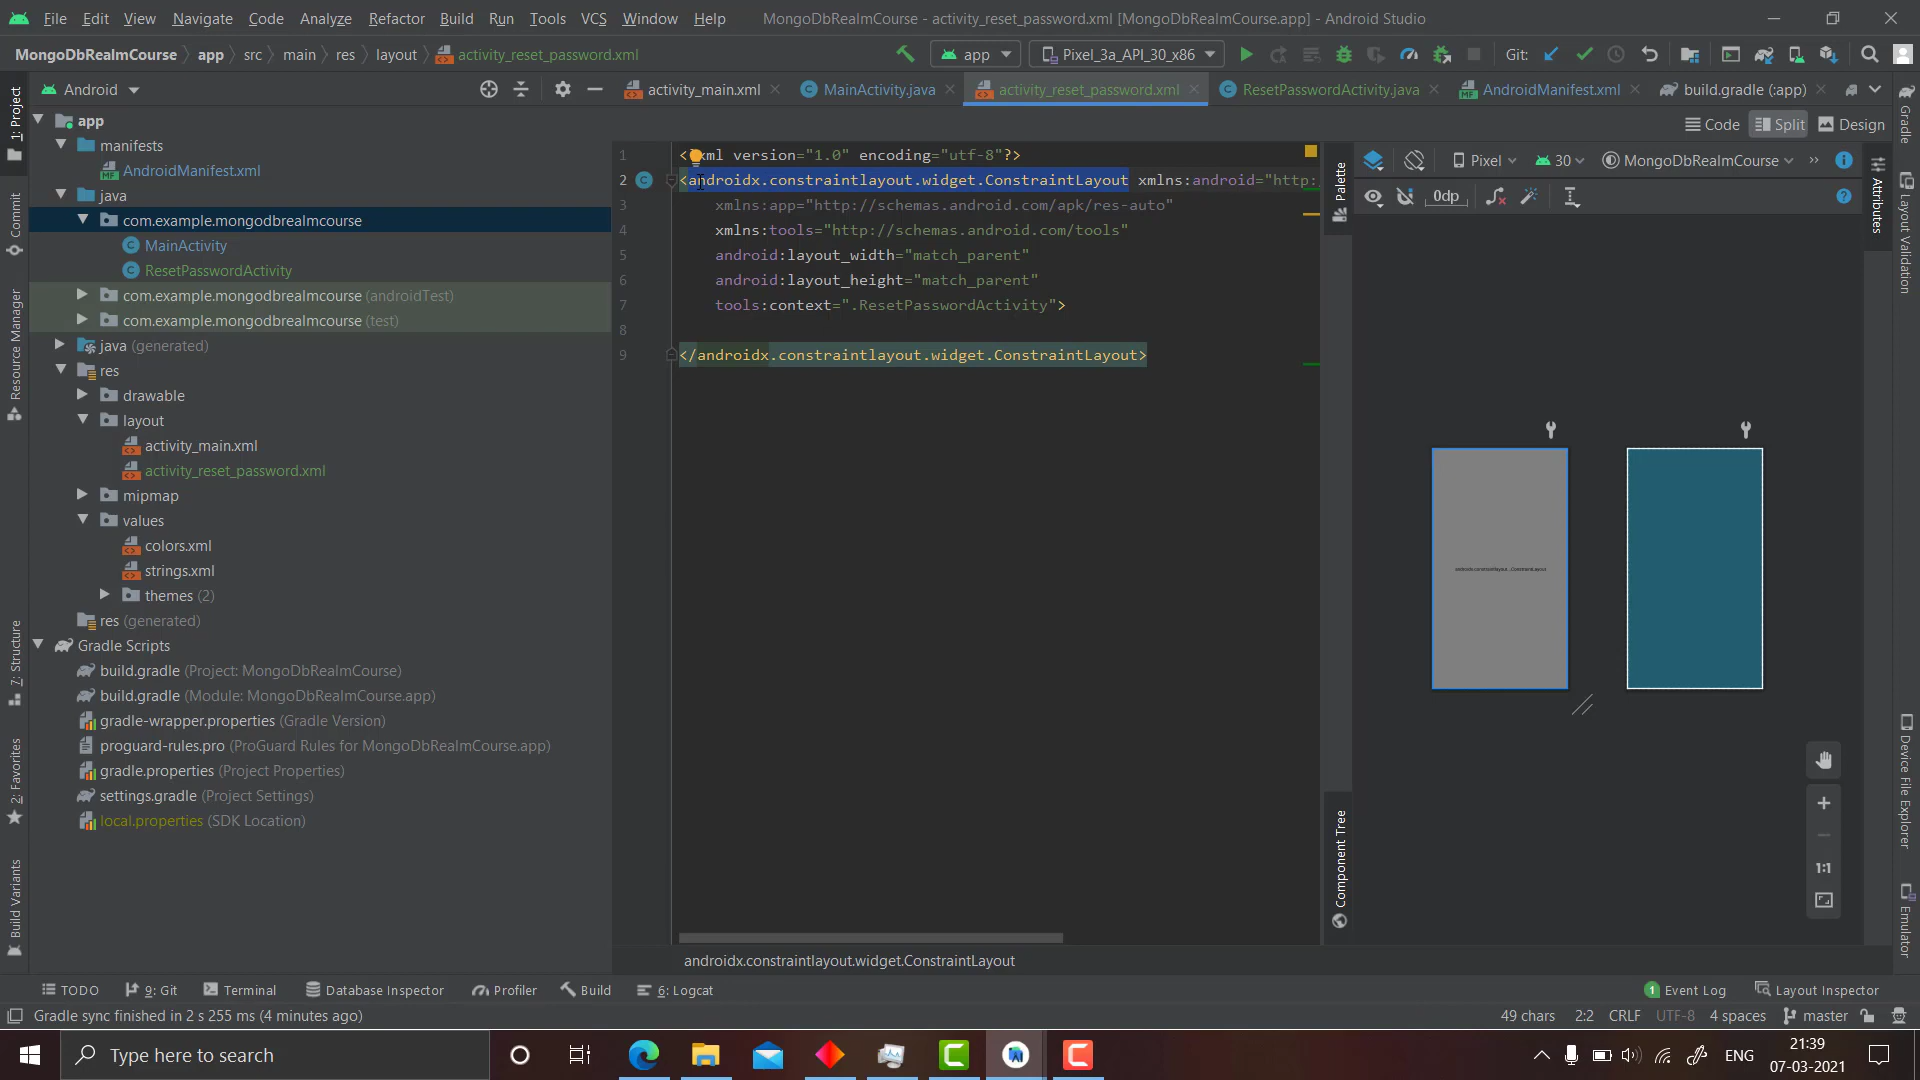 File Edit View Navigate Code Analyze Refactor Build Run Tools VCS Window Help MongoDbRealmCourse - activity_reset_password.xml [MongoDbRealmCourse.app] - Android Studio
MongoDbRealmCourse app src main res layout activity_reset_password.xml app Pixel_3a_API_30_x86 Git:
Android activity_main.xml MainActivity.java activity_reset_password.xml ResetPasswordActivity.java AndroidManifest.xml build.gradle (:app)
Code Split Design
1: Project
Commit
Resource Manager
7: Structure
2: Favorites
Build Variants
app
manifests
AndroidManifest.xml
java
com.example.mongodbrealmcourse
MainActivity
ResetPasswordActivity
com.example.mongodbrealmcourse (androidTest)
com.example.mongodbrealmcourse (test)
java (generated)
res
drawable
layout
activity_main.xml
activity_reset_password.xml
mipmap
values
colors.xml
strings.xml
themes (2)
res (generated)
Gradle Scripts
build.gradle (Project: MongoDbRealmCourse)
build.gradle (Module: MongoDbRealmCourse.app)
gradle-wrapper.properties (Gradle Version)
proguard-rules.pro (ProGuard Rules for MongoDbRealmCourse.app)
gradle.properties (Project Properties)
settings.gradle (Project Settings)
local.properties (SDK Location)
1 <?xml version="1.0" encoding="utf-8"?>
2 <androidx.constraintlayout.widget.ConstraintLayout xmlns:android="http:
3 xmlns:app="http://schemas.android.com/apk/res-auto"
4 xmlns:tools="http://schemas.android.com/tools"
5 android:layout_width="match_parent"
6 android:layout_height="match_parent"
7 tools:context=".ResetPasswordActivity">
8
9 </androidx.constraintlayout.widget.ConstraintLayout>
androidx.constraintlayout.widget.ConstraintLayout
Palette
Component Tree
Pixel 30 MongoDbRealmCourse
0dp
1:1
Attributes
Gradle
Layout Validation
Device File Explorer
Emulator
TODO 9: Git Terminal Database Inspector Profiler Build 6: Logcat 1 Event Log Layout Inspector
Gradle sync finished in 2 s 255 ms (4 minutes ago) 49 chars 2:2 CRLF UTF-8 4 spaces master
Type here to search ENG 21:39
07-03-2021